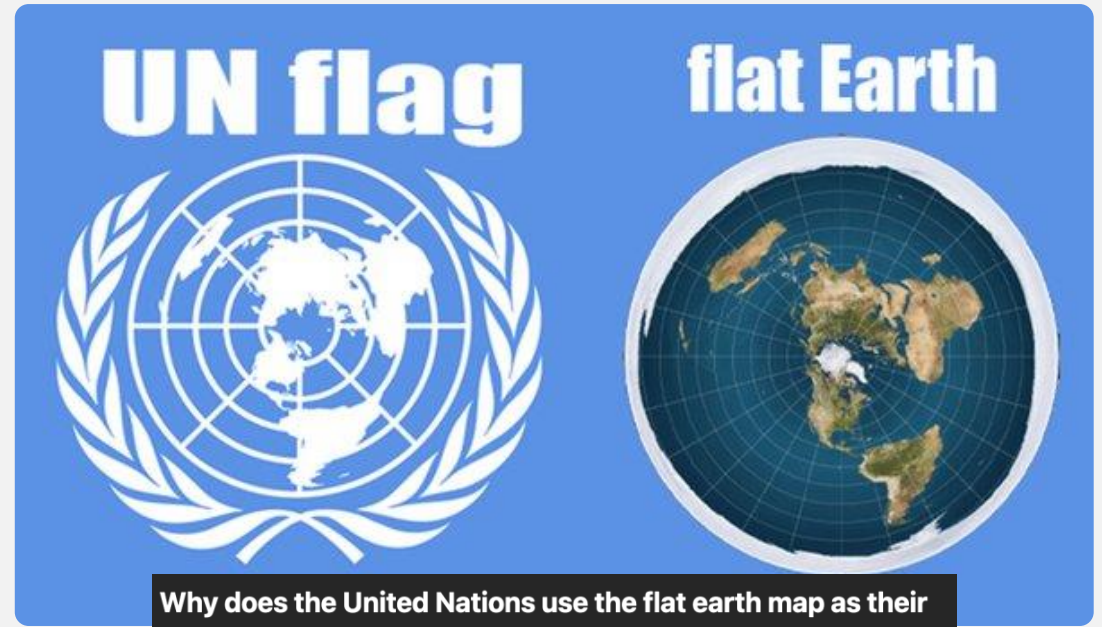 UN flag
flat Earth
Why does the United Nations use the flat earth map as their